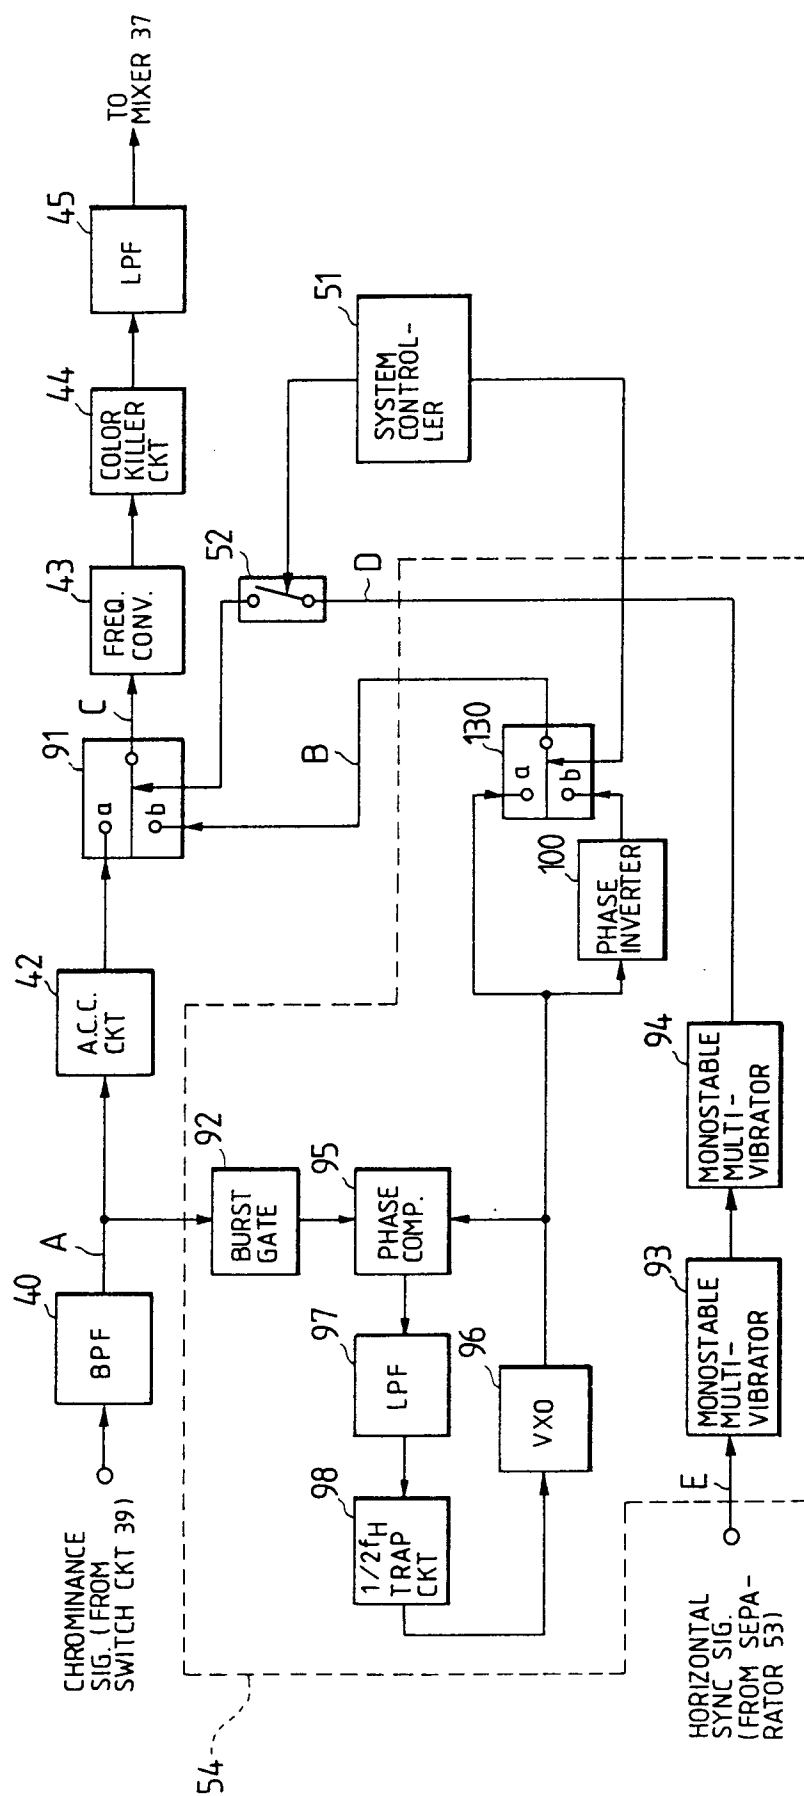 CHROMINANCE
SIG. (FROM
SWITCH CKT 39)
40
BPF
A
42
A.C.C.
CKT
91
a
b
C
43
FREQ.
CONV.
44
COLOR
KILLER
CKT
45
LPF
TO
MIXER 37
54
92
BURST
GATE
95
PHASE
COMP.
97
LPF
98
1/2fH
TRAP
CKT
96
VXO
100
PHASE
INVERTER
130
a
b
B
52
D
51
SYSTEM
CONTROL-
LER
HORIZONTAL
SYNC SIG.
(FROM SEPA-
RATOR 53)
E
93
MONOSTABLE
MULTI-
VIBRATOR
94
MONOSTABLE
MULTI-
VIBRATOR